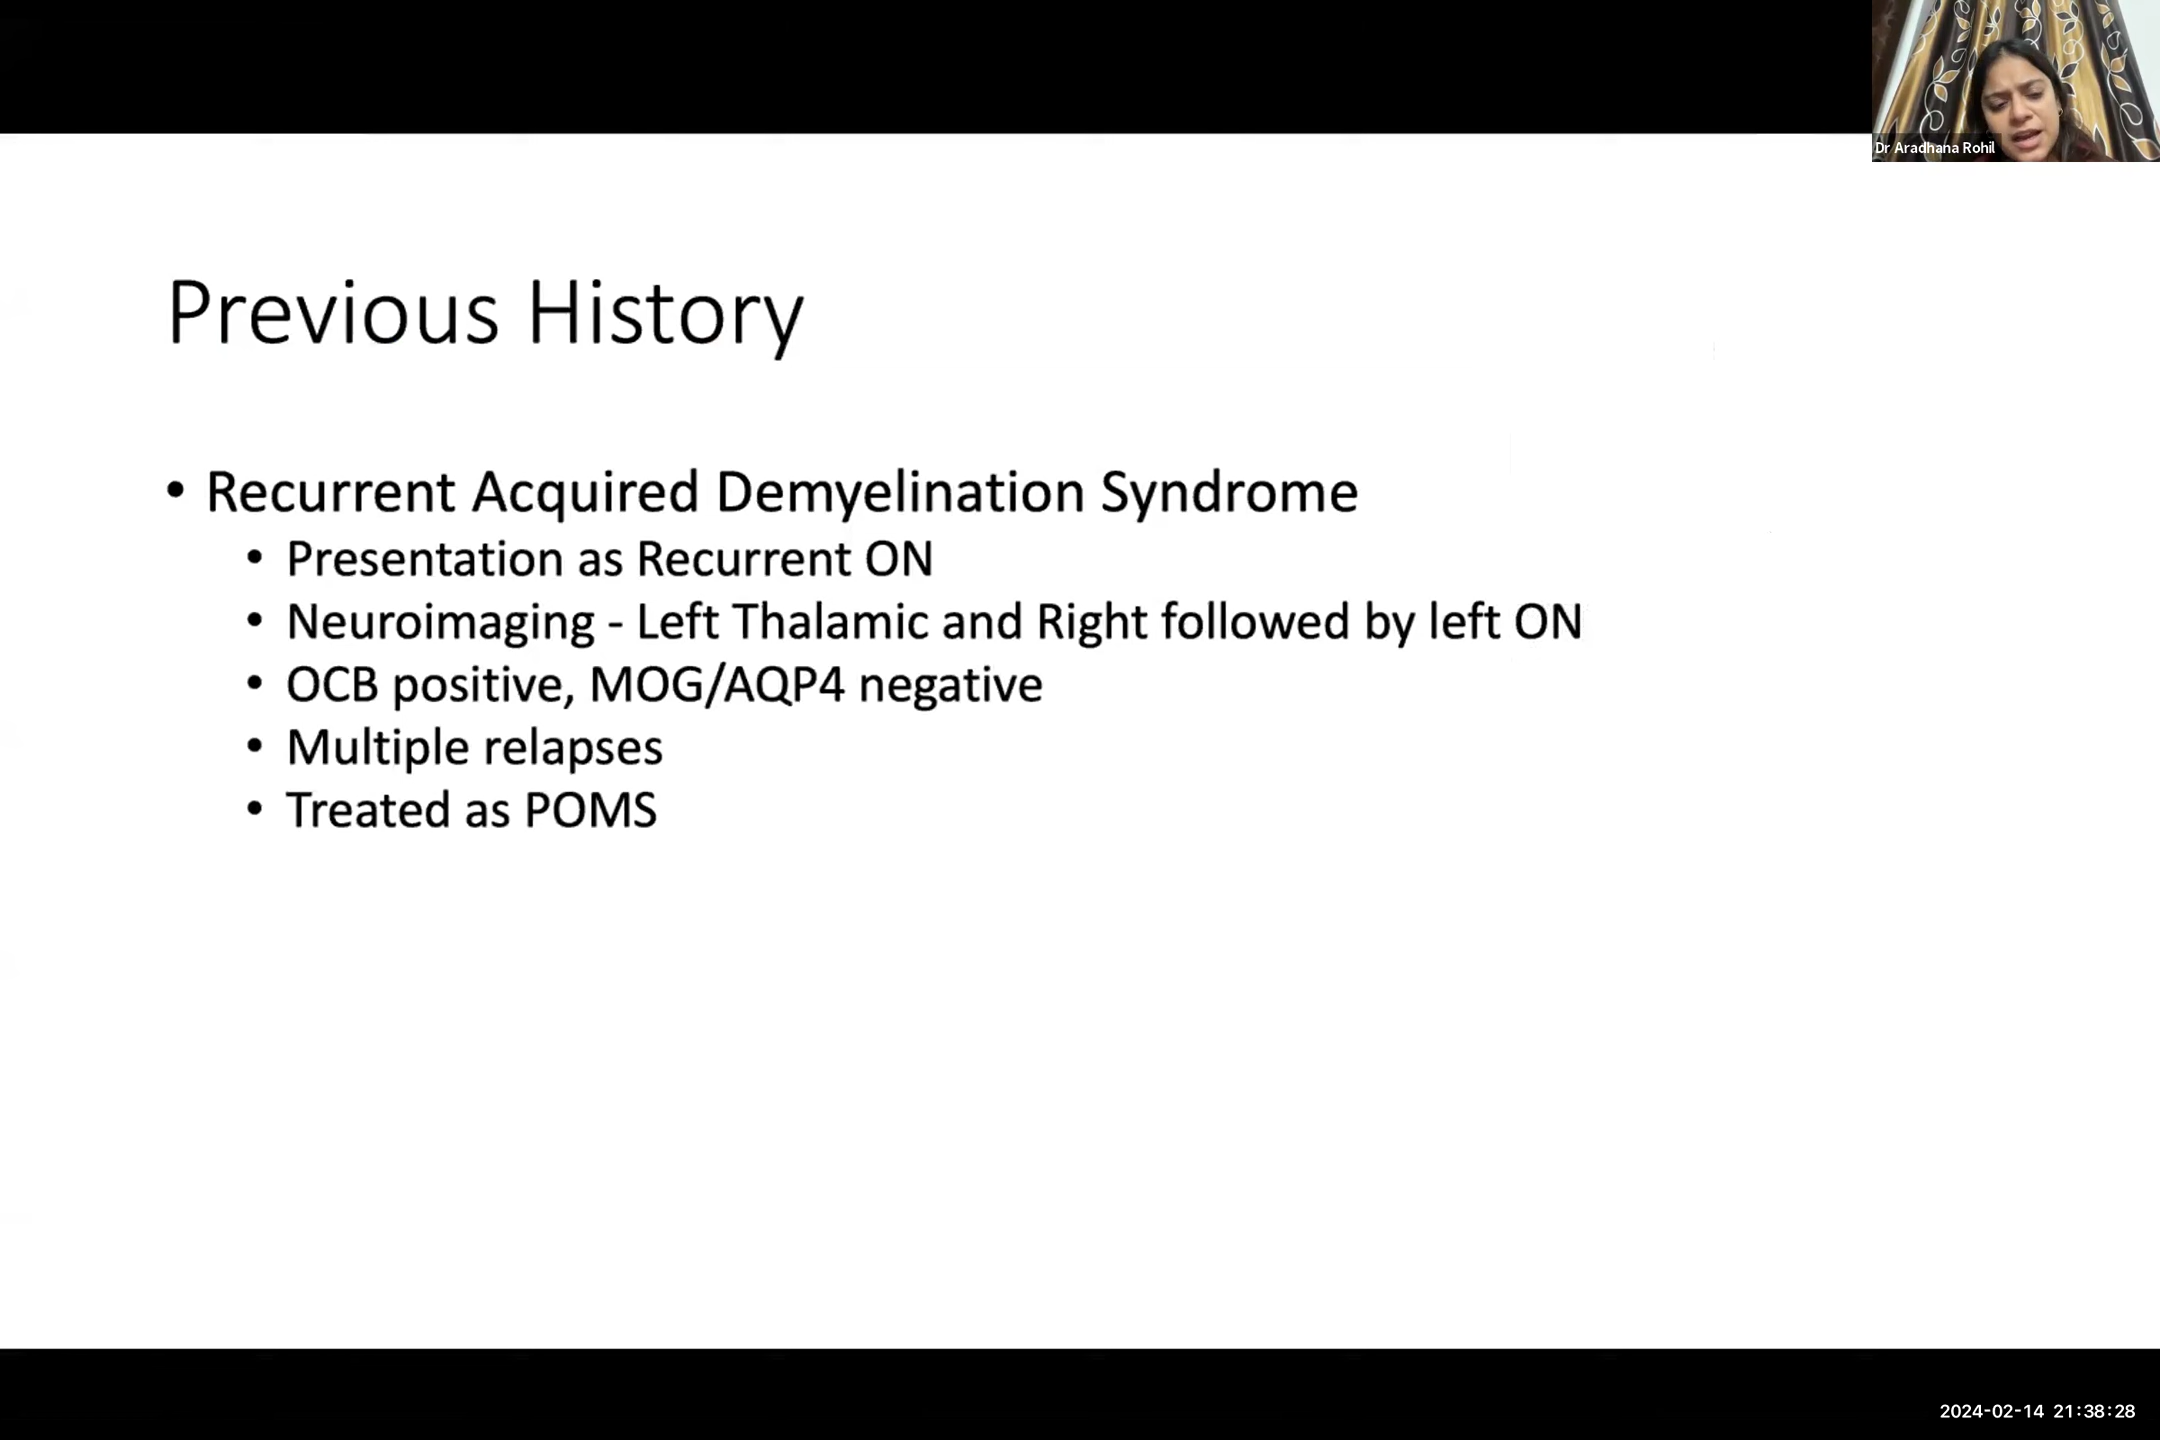 Dr Aradhana Rohil
Previous History
• Recurrent Acquired Demyelination Syndrome
• Presentation as Recurrent ON
• Neuroimaging - Left Thalamic and Right followed by left ON
• OCB positive, MOG/AQP4 negative
• Multiple relapses
• Treated as POMS
2024-02-14 21:38:28